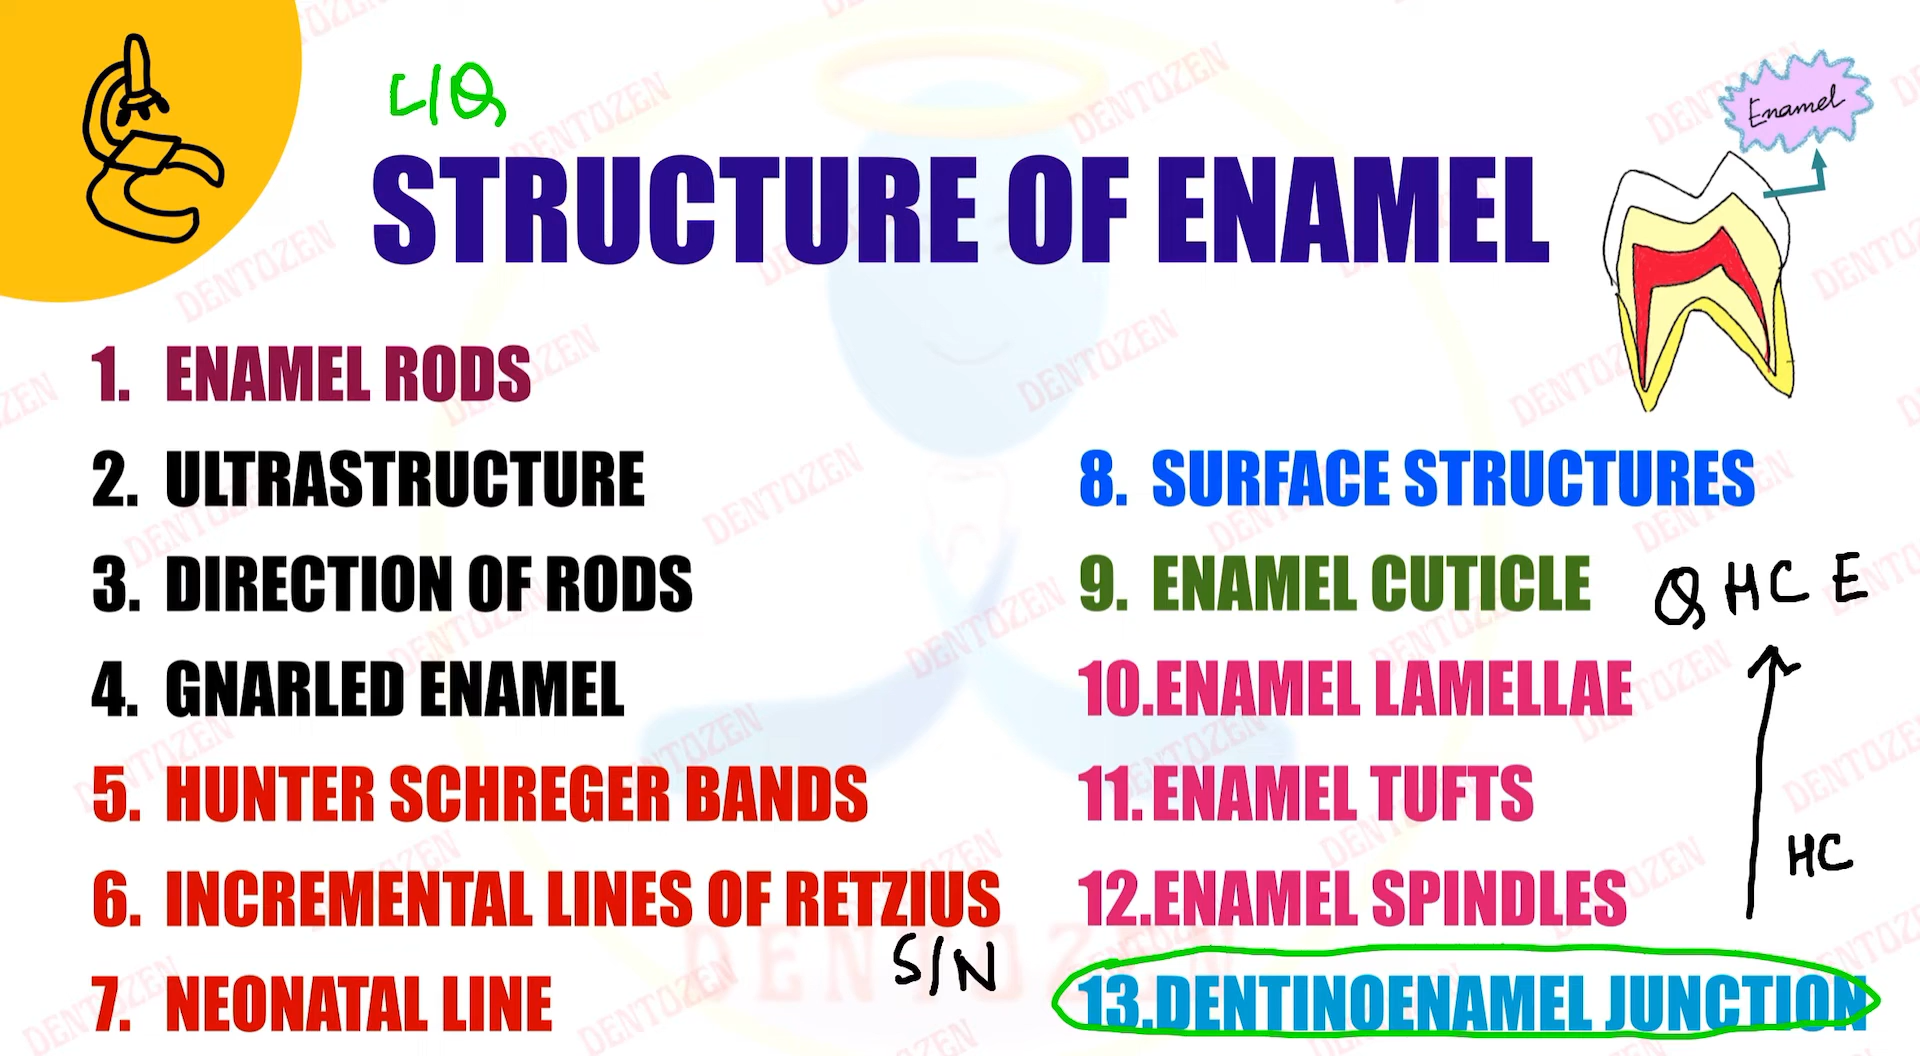 L/Q
Enamel
STRUCTURE OF ENAMEL
1. ENAMEL RODS
2. ULTRASTRUCTURE
3. DIRECTION OF RODS
4. GNARLED ENAMEL
5. HUNTER SCHREGER BANDS
6. INCREMENTAL LINES OF RETZIUS
S/N
7. NEONATAL LINE
8. SURFACE STRUCTURES
9. ENAMEL CUTICLE
Q HC E
10.ENAMEL LAMELLAE
11. ENAMEL TUFTS
HC
12.ENAMEL SPINDLES
13.DENTINOENAMEL JUNCTION
DENTOZEN